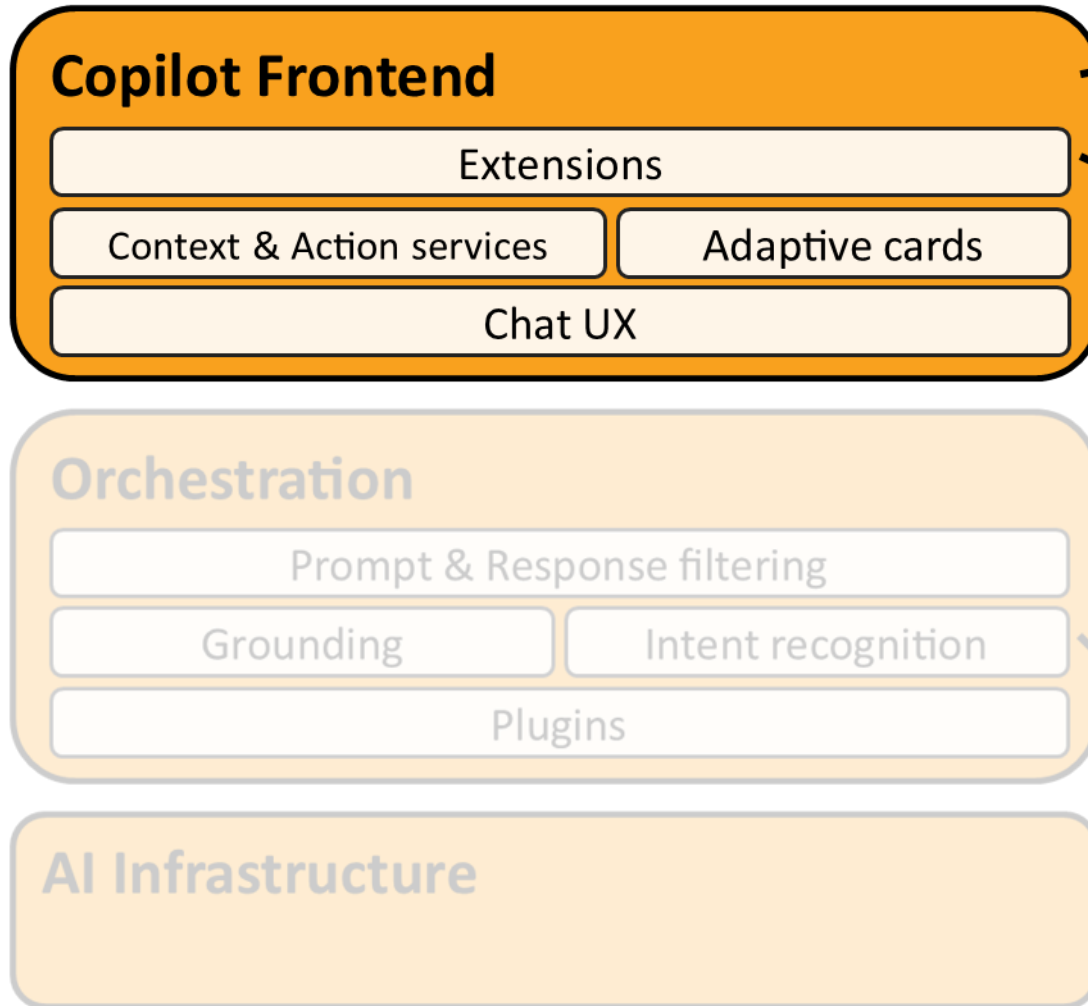 Copilot Frontend
Extensions
Context & Action services
Adaptive cards
Chat UX
Orchestration
Prompt & Response filtering
Grounding
Intent recognition
Plugins
AI Infrastructure